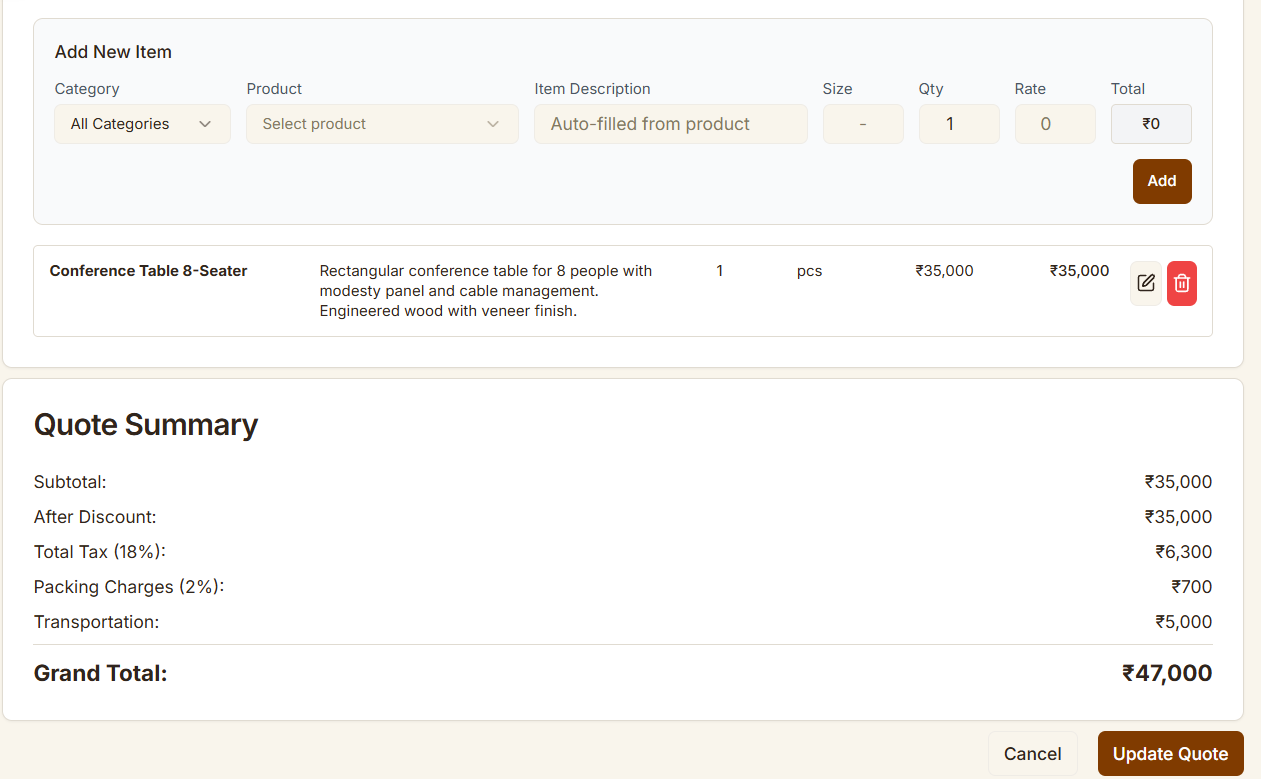 Add New Item
Category Product Item Description Size Qty Rate Total
All Categories Select product Auto-filled from product - 1 0 ₹0
Add
Conference Table 8-Seater Rectangular conference table for 8 people with 1 pcs ₹35,000 ₹35,000
modesty panel and cable management.
Engineered wood with veneer finish.
Quote Summary
Subtotal: ₹35,000
After Discount: ₹35,000
Total Tax (18%): ₹6,300
Packing Charges (2%): ₹700
Transportation: ₹5,000
Grand Total: ₹47,000
Cancel Update Quote